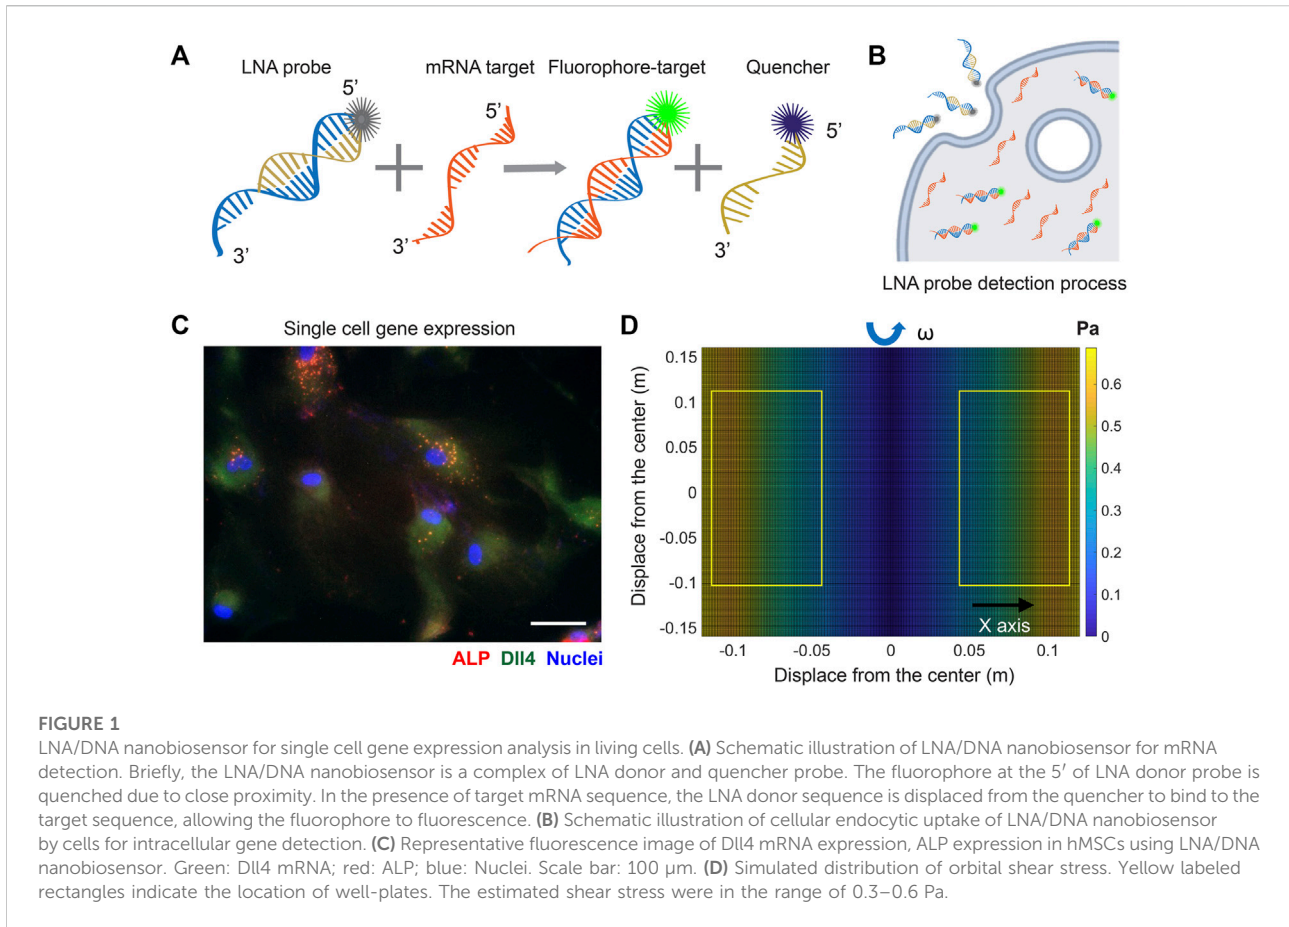 A
LNA probe
5′
3′
mRNA target
5′
3′
Fluorophore-target
Quencher
5′
3′
B
LNA probe detection process
C
Single cell gene expression
ALP Dll4 Nuclei
D
ω
Pa
Displace from the center (m)
0.15
0.1
0.05
0
-0.05
-0.1
-0.15
-0.1
-0.05
0
0.05
0.1
Displace from the center (m)
X axis
0.6
0.5
0.4
0.3
0.2
0.1
0
FIGURE 1
LNA/DNA nanobiosensor for single cell gene expression analysis in living cells. (A) Schematic illustration of LNA/DNA nanobiosensor for mRNA
detection. Briefly, the LNA/DNA nanobiosensor is a complex of LNA donor and quencher probe. The fluorophore at the 5′ of LNA donor probe is
quenched due to close proximity. In the presence of target mRNA sequence, the LNA donor sequence is displaced from the quencher to bind to the
target sequence, allowing the fluorophore to fluorescence. (B) Schematic illustration of cellular endocytic uptake of LNA/DNA nanobiosensor
by cells for intracellular gene detection. (C) Representative fluorescence image of Dll4 mRNA expression, ALP expression in hMSCs using LNA/DNA
nanobiosensor. Green: Dll4 mRNA; red: ALP; blue: Nuclei. Scale bar: 100 μm. (D) Simulated distribution of orbital shear stress. Yellow labeled
rectangles indicate the location of well-plates. The estimated shear stress were in the range of 0.3–0.6 Pa.